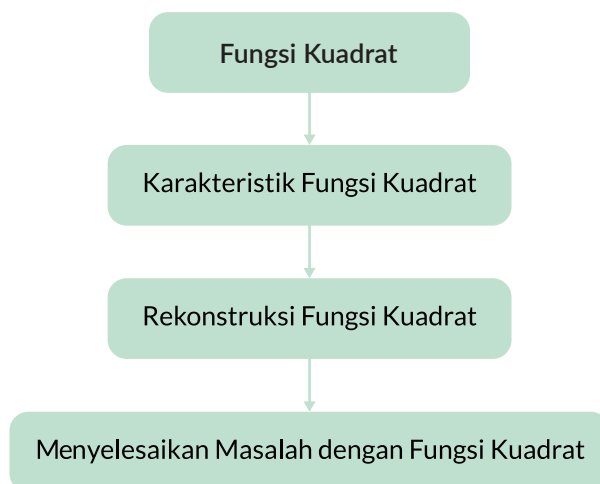 Fungsi Kuadrat
Karakteristik Fungsi Kuadrat
Rekonstruksi Fungsi Kuadrat
Menyelesaikan Masalah dengan Fungsi Kuadrat